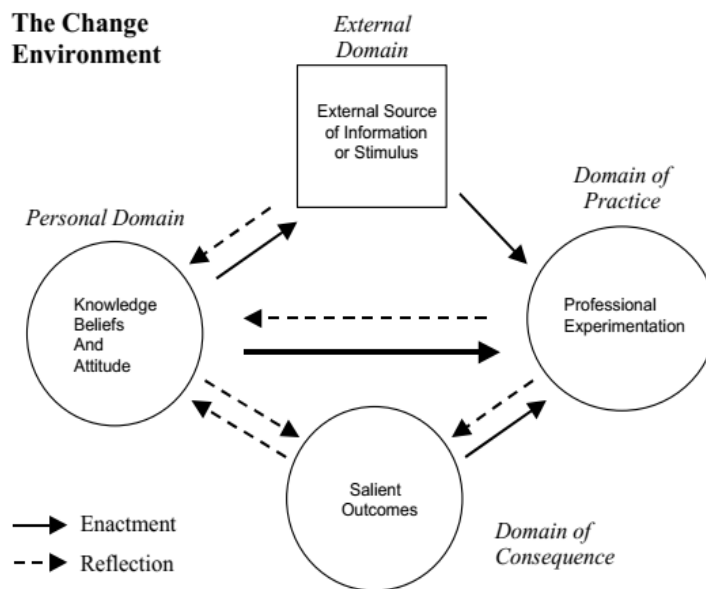 The Change
Environment
External
Domain
External Source
of Information
or Stimulus
Domain of
Practice
Personal Domain
Knowledge
Beliefs
And
Attitude
Professional
Experimentation
Salient
Outcomes
Domain of
Consequence
Enactment
Reflection